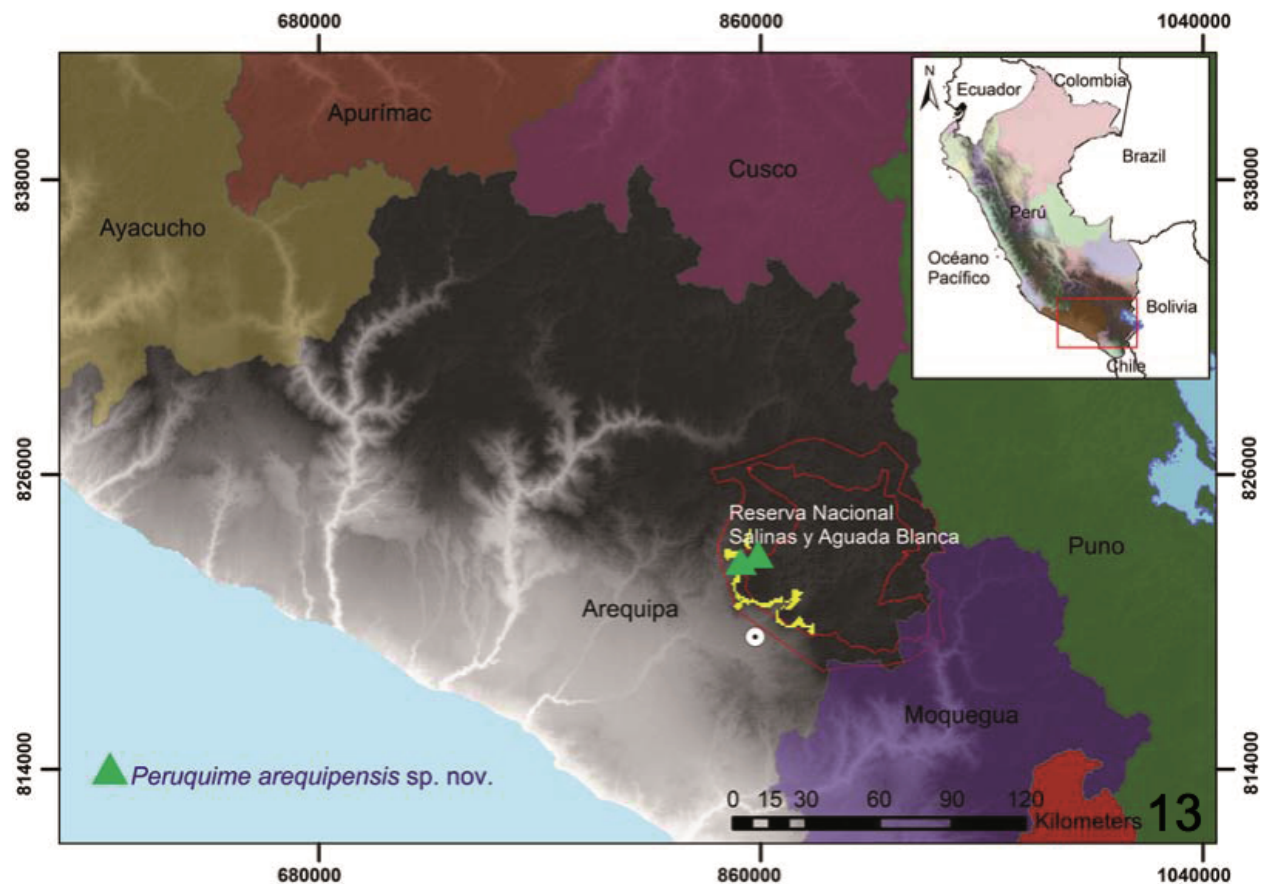 680000
860000
1040000
N
Ecuador
Colombia
Brazil
Perú
Océano
Pacífico
Bolivia
Chile
Apurímac
Cusco
Ayacucho
838000
838000
826000
826000
Reserva Nacional
Salinas y Aguada Blanca
Puno
Arequipa
Moquegua
814000
814000
Peruquime arequipensis sp. nov.
0 15 30 60 90 120
Kilometers
13
680000
860000
1040000